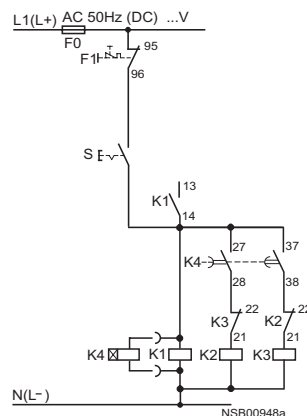 L1(L+) AC 50Hz (DC) ...V
F0
95
F1
96
S
13
K1
14
27 37
K4
28 38
K3 22 K2 22
21 21
K4 K1 K2 K3
N(L-)
NSB00948a